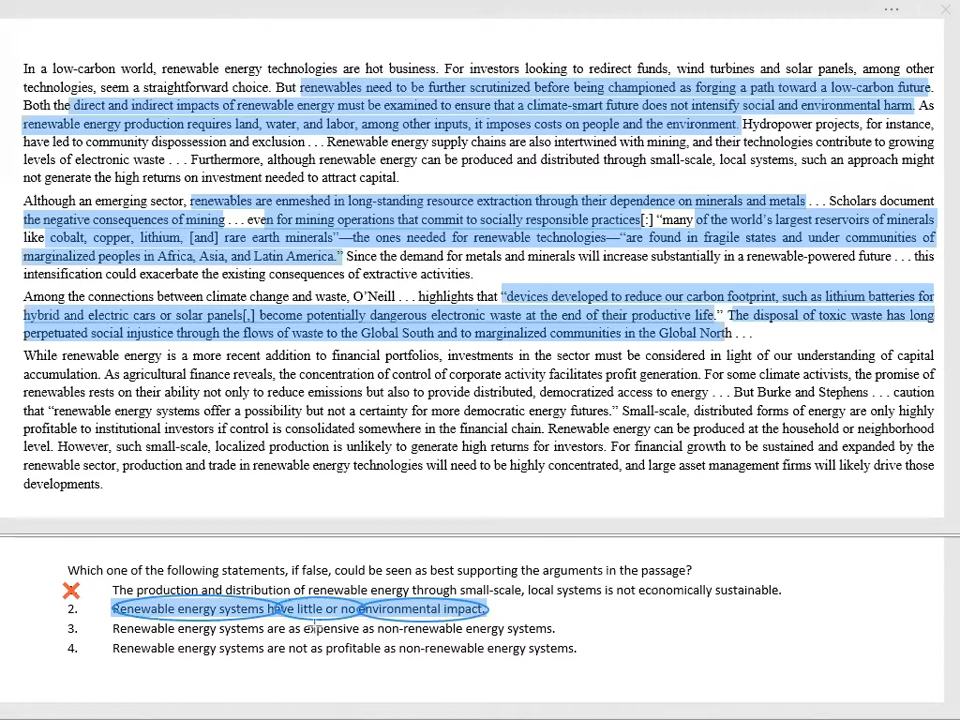 In a low-carbon world, renewable energy technologies are hot business. For investors looking to redirect funds, wind turbines and solar panels, among other
technologies, seem a straightforward choice. But renewables need to be further scrutinized before being championed as forging a path toward a low-carbon future.
Both the direct and indirect impacts of renewable energy must be examined to ensure that a climate-smart future does not intensify social and environmental harm. As
renewable energy production requires land, water, and labor, among other inputs, it imposes costs on people and the environment. Hydropower projects, for instance,
have led to community dispossession and exclusion . . . Renewable energy supply chains are also intertwined with mining, and their technologies contribute to growing
levels of electronic waste . . . Furthermore, although renewable energy can be produced and distributed through small-scale, local systems, such an approach might
not generate the high returns on investment needed to attract capital.
Although an emerging sector, renewables are enmeshed in long-standing resource extraction through their dependence on minerals and metals . . . Scholars document
the negative consequences of mining . . . even for mining operations that commit to socially responsible practices[:] “many of the world’s largest reservoirs of minerals
like cobalt, copper, lithium, [and] rare earth minerals”—the ones needed for renewable technologies—“are found in fragile states and under communities of
marginalized peoples in Africa, Asia, and Latin America.” Since the demand for metals and minerals will increase substantially in a renewable-powered future . . . this
intensification could exacerbate the existing consequences of extractive activities.
Among the connections between climate change and waste, O’Neill . . . highlights that “devices developed to reduce our carbon footprint, such as lithium batteries for
hybrid and electric cars or solar panels[,] become potentially dangerous electronic waste at the end of their productive life.” The disposal of toxic waste has long
perpetuated social injustice through the flows of waste to the Global South and to marginalized communities in the Global North . . .
While renewable energy is a more recent addition to financial portfolios, investments in the sector must be considered in light of our understanding of capital
accumulation. As agricultural finance reveals, the concentration of control of corporate activity facilitates profit generation. For some climate activists, the promise of
renewables rests on their ability not only to reduce emissions but also to provide distributed, democratized access to energy . . . But Burke and Stephens . . . caution
that “renewable energy systems offer a possibility but not a certainty for more democratic energy futures.” Small-scale, distributed forms of energy are only highly
profitable to institutional investors if control is consolidated somewhere in the financial chain. Renewable energy can be produced at the household or neighborhood
level. However, such small-scale, localized production is unlikely to generate high returns for investors. For financial growth to be sustained and expanded by the
renewable sector, production and trade in renewable energy technologies will need to be highly concentrated, and large asset management firms will likely drive those
developments.
Which one of the following statements, if false, could be seen as best supporting the arguments in the passage?
The production and distribution of renewable energy through small-scale, local systems is not economically sustainable.
2. Renewable energy systems have little or no environmental impact.
3. Renewable energy systems are as expensive as non-renewable energy systems.
4. Renewable energy systems are not as profitable as non-renewable energy systems.